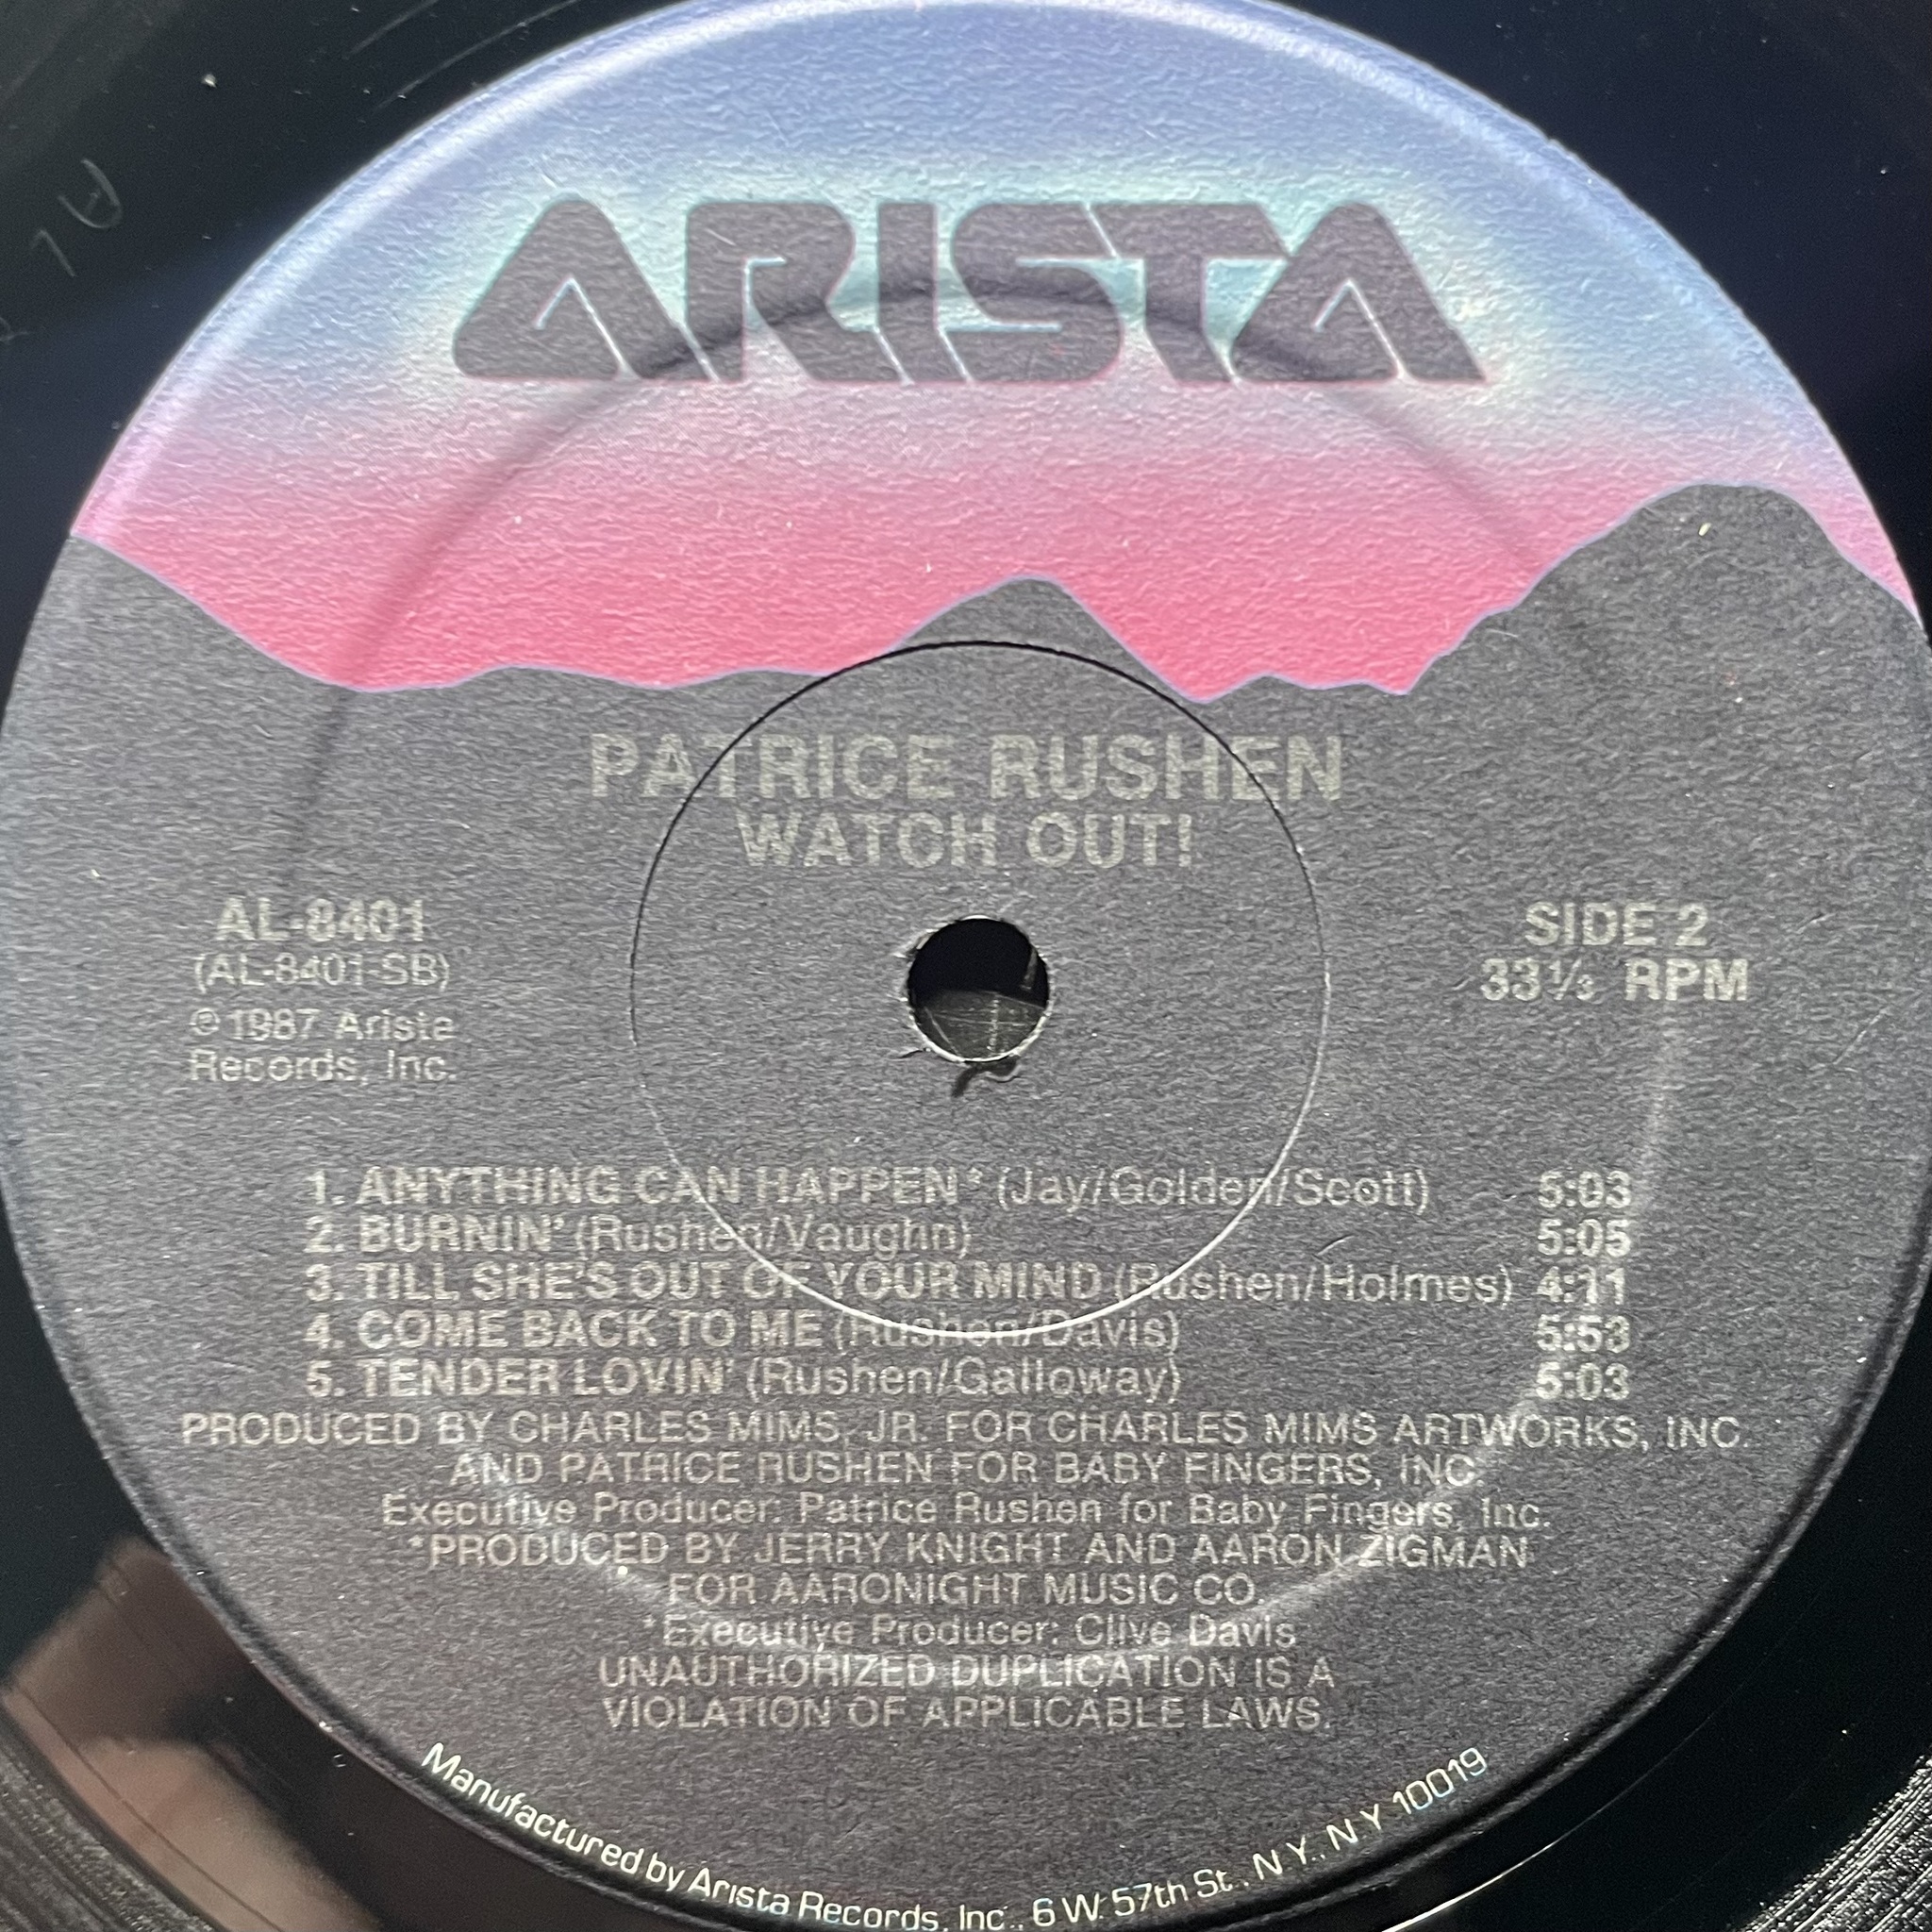 ARISTA
PATRICE RUSHEN
WATCH OUT!
AL-8401
(AL-8401-SB)
℗ 1987 Arista
Records, Inc.
SIDE 2
33⅓ RPM
1. ANYTHING CAN HAPPEN* (Jay/Golden/Scott) 5:03
2. BURNIN' (Rushen/Vaughn) 5:05
3. TILL SHE'S OUT OF YOUR MIND (Rushen/Holmes) 4:11
4. COME BACK TO ME (Rushen/Davis) 5:53
5. TENDER LOVIN' (Rushen/Galloway) 5:03
PRODUCED BY CHARLES MIMS, JR. FOR CHARLES MIMS ARTWORKS, INC.
AND PATRICE RUSHEN FOR BABY FINGERS, INC.
Executive Producer: Patrice Rushen for Baby Fingers, Inc.
*PRODUCED BY JERRY KNIGHT AND AARON ZIGMAN
FOR AARONIGHT MUSIC CO.
*Executive Producer: Clive Davis
UNAUTHORIZED DUPLICATION IS A
VIOLATION OF APPLICABLE LAWS.
Manufactured by Arista Records, Inc., 6 W. 57th St., N.Y., N.Y. 10019